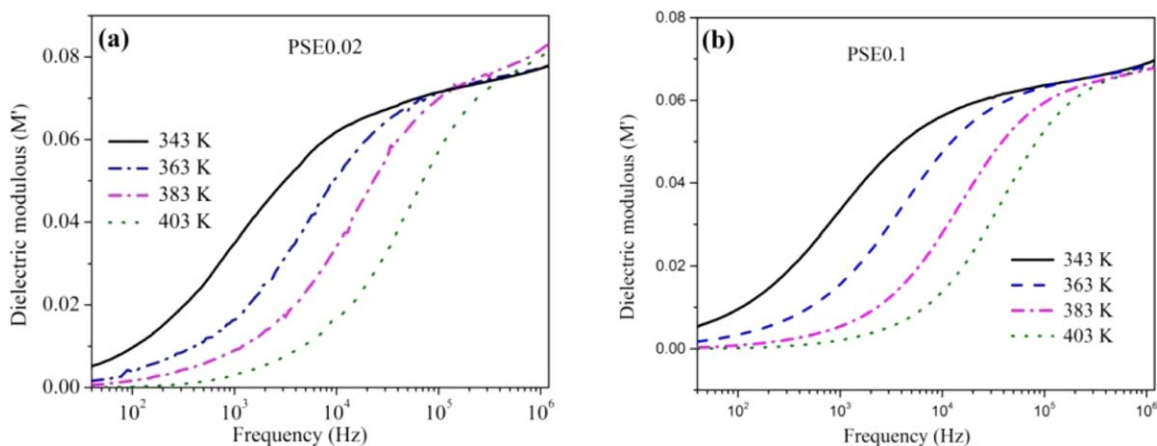 (a)
PSE0.02
Dielectric modulous (M')
0.08
0.06
0.04
0.02
0.00
343 K
363 K
383 K
403 K
10^2
10^3
10^4
10^5
10^6
Frequency (Hz)
(b)
PSE0.1
Dielectric modulous (M')
0.08
0.06
0.04
0.02
0.00
343 K
363 K
383 K
403 K
10^2
10^3
10^4
10^5
10^6
Frequency (Hz)